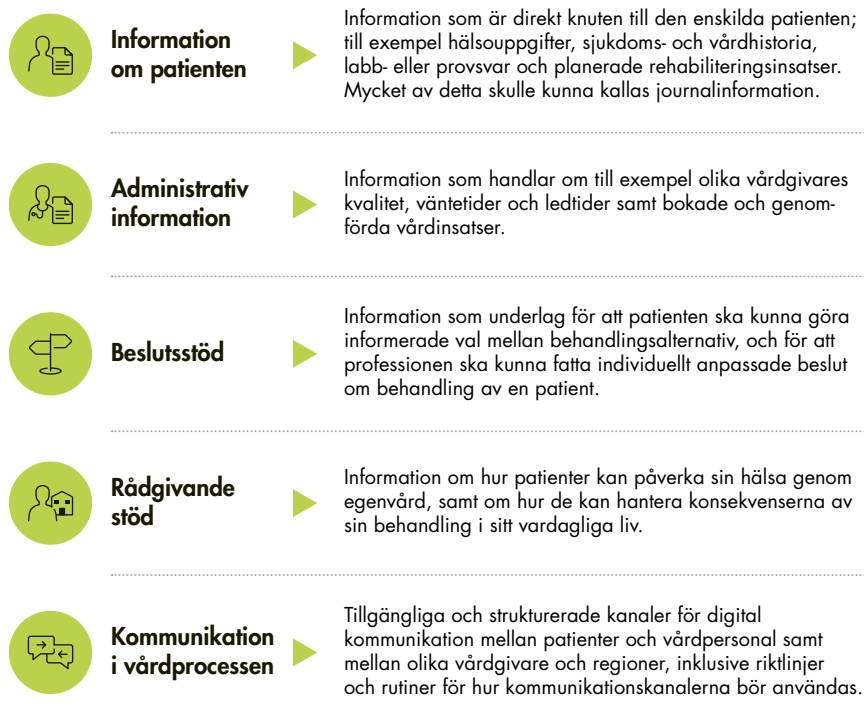 Information
om patienten
Information som är direkt knuten till den enskilda patienten;
till exempel hälsouppgifter, sjukdoms- och vårdhistoria,
labb- eller provsvar och planerade rehabiliteringsinsatser.
Mycket av detta skulle kunna kallas journalinformation.
Administrativ
information
Information som handlar om till exempel olika vårdgivares
kvalitet, väntetider och ledtider samt bokade och genom-
förda vårdinsatser.
Beslutsstöd
Information som underlag för att patienten ska kunna göra
informerade val mellan behandlingsalternativ, och för att
professionen ska kunna fatta individuellt anpassade beslut
om behandling av en patient.
Rådgivande
stöd
Information om hur patienter kan påverka sin hälsa genom
egenvård, samt om hur de kan hantera konsekvenserna av
sin behandling i sitt vardagliga liv.
Kommunikation
i vårdprocessen
Tillgängliga och strukturerade kanaler för digital
kommunikation mellan patienter och vårdpersonal samt
mellan olika vårdgivare och regioner, inklusive riktlinjer
och rutiner för hur kommunikationskanalerna bör användas.